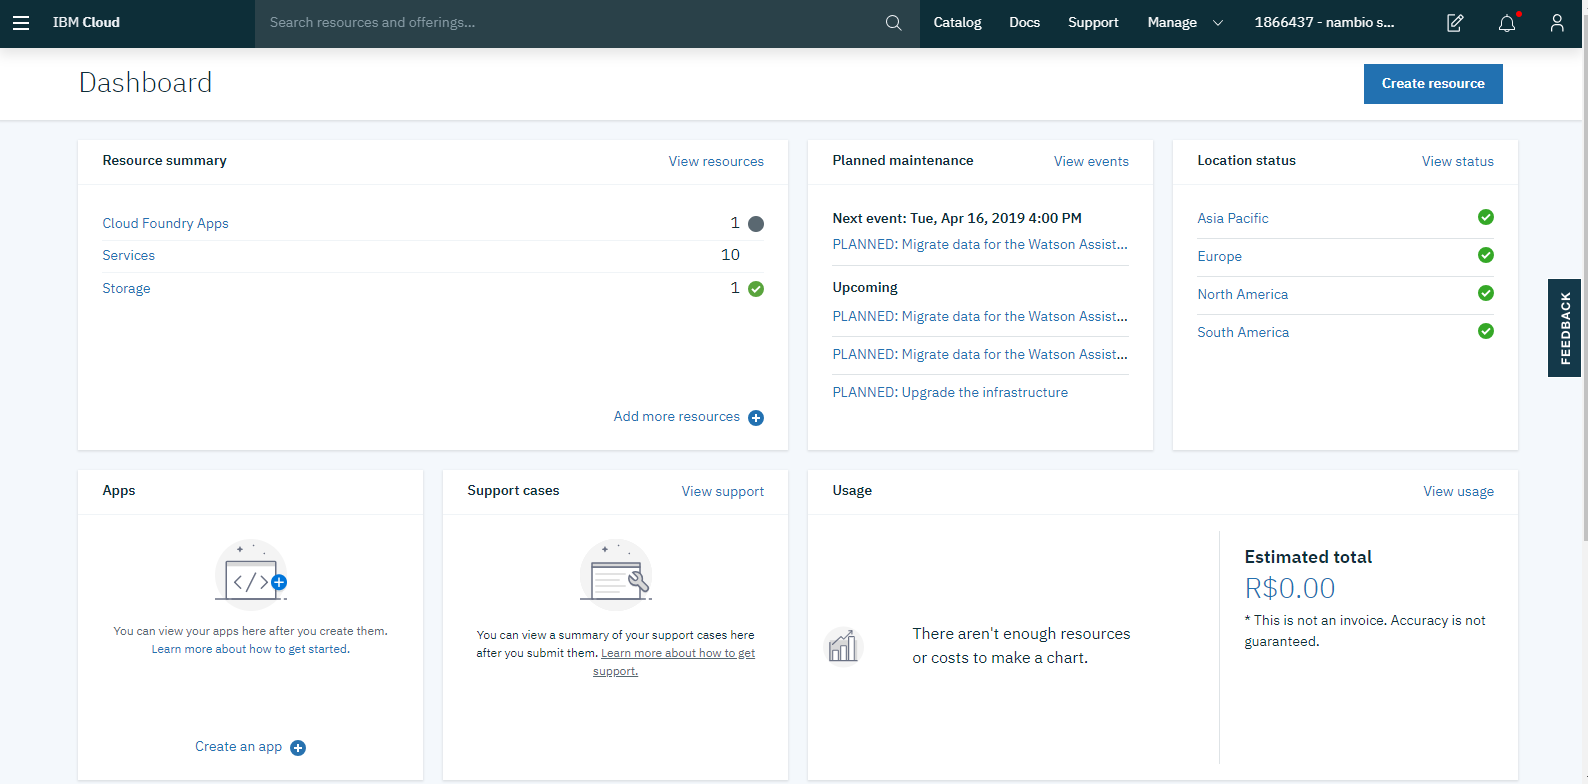 IBM Cloud
Search resources and offerings...
Catalog
Docs
Support
Manage
1866437 - nambio s...
Dashboard
Create resource
Resource summary
View resources
Cloud Foundry Apps 1
Services 10
Storage 1
Add more resources
Planned maintenance
View events
Next event: Tue, Apr 16, 2019 4:00 PM
PLANNED: Migrate data for the Watson Assist...
Upcoming
PLANNED: Migrate data for the Watson Assist...
PLANNED: Migrate data for the Watson Assist...
PLANNED: Upgrade the infrastructure
Location status
View status
Asia Pacific
Europe
North America
South America
FEEDBACK
Apps
You can view your apps here after you create them.
Learn more about how to get started.
Create an app
Support cases
View support
You can view a summary of your support cases here
after you submit them. Learn more about how to get
support.
Usage
View usage
There aren't enough resources
or costs to make a chart.
Estimated total
R$0.00
* This is not an invoice. Accuracy is not
guaranteed.